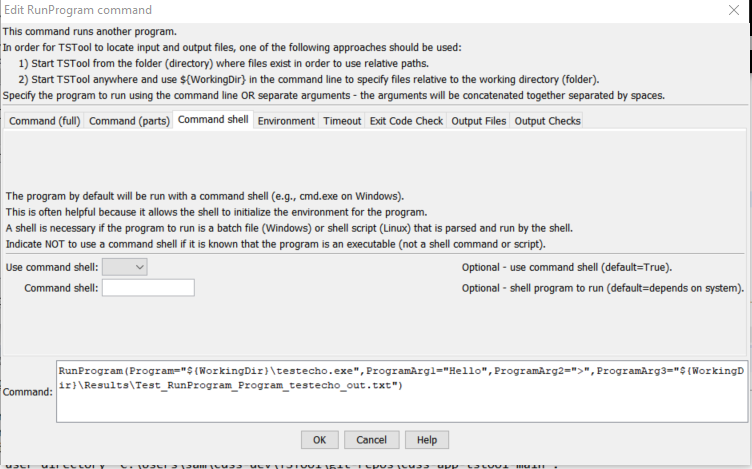 Edit RunProgram command
This command runs another program.
In order for TSTool to locate input and output files, one of the following approaches should be used:
1) Start TSTool from the folder (directory) where files exist in order to use relative paths.
2) Start TSTool anywhere and use ${WorkingDir} in the command line to specify files relative to the working directory (folder).
Specify the program to run using the command line OR separate arguments - the arguments will be concatenated together separated by spaces.
Command (full) Command (parts) Command shell Environment Timeout Exit Code Check Output Files Output Checks
The program by default will be run with a command shell (e.g., cmd.exe on Windows).
This is often helpful because it allows the shell to initialize the environment for the program.
A shell is necessary if the program to run is a batch file (Windows) or shell script (Linux) that is parsed and run by the shell.
Indicate NOT to use a command shell if it is known that the program is an executable (not a shell command or script).
Use command shell: Optional - use command shell (default=True).
Command shell: Optional - shell program to run (default=depends on system).
Command:
RunProgram(Program="${WorkingDir}\testecho.exe",ProgramArg1="Hello",ProgramArg2=">",ProgramArg3="${WorkingD
ir}\Results\Test_RunProgram_Program_testecho_out.txt")
OK Cancel Help